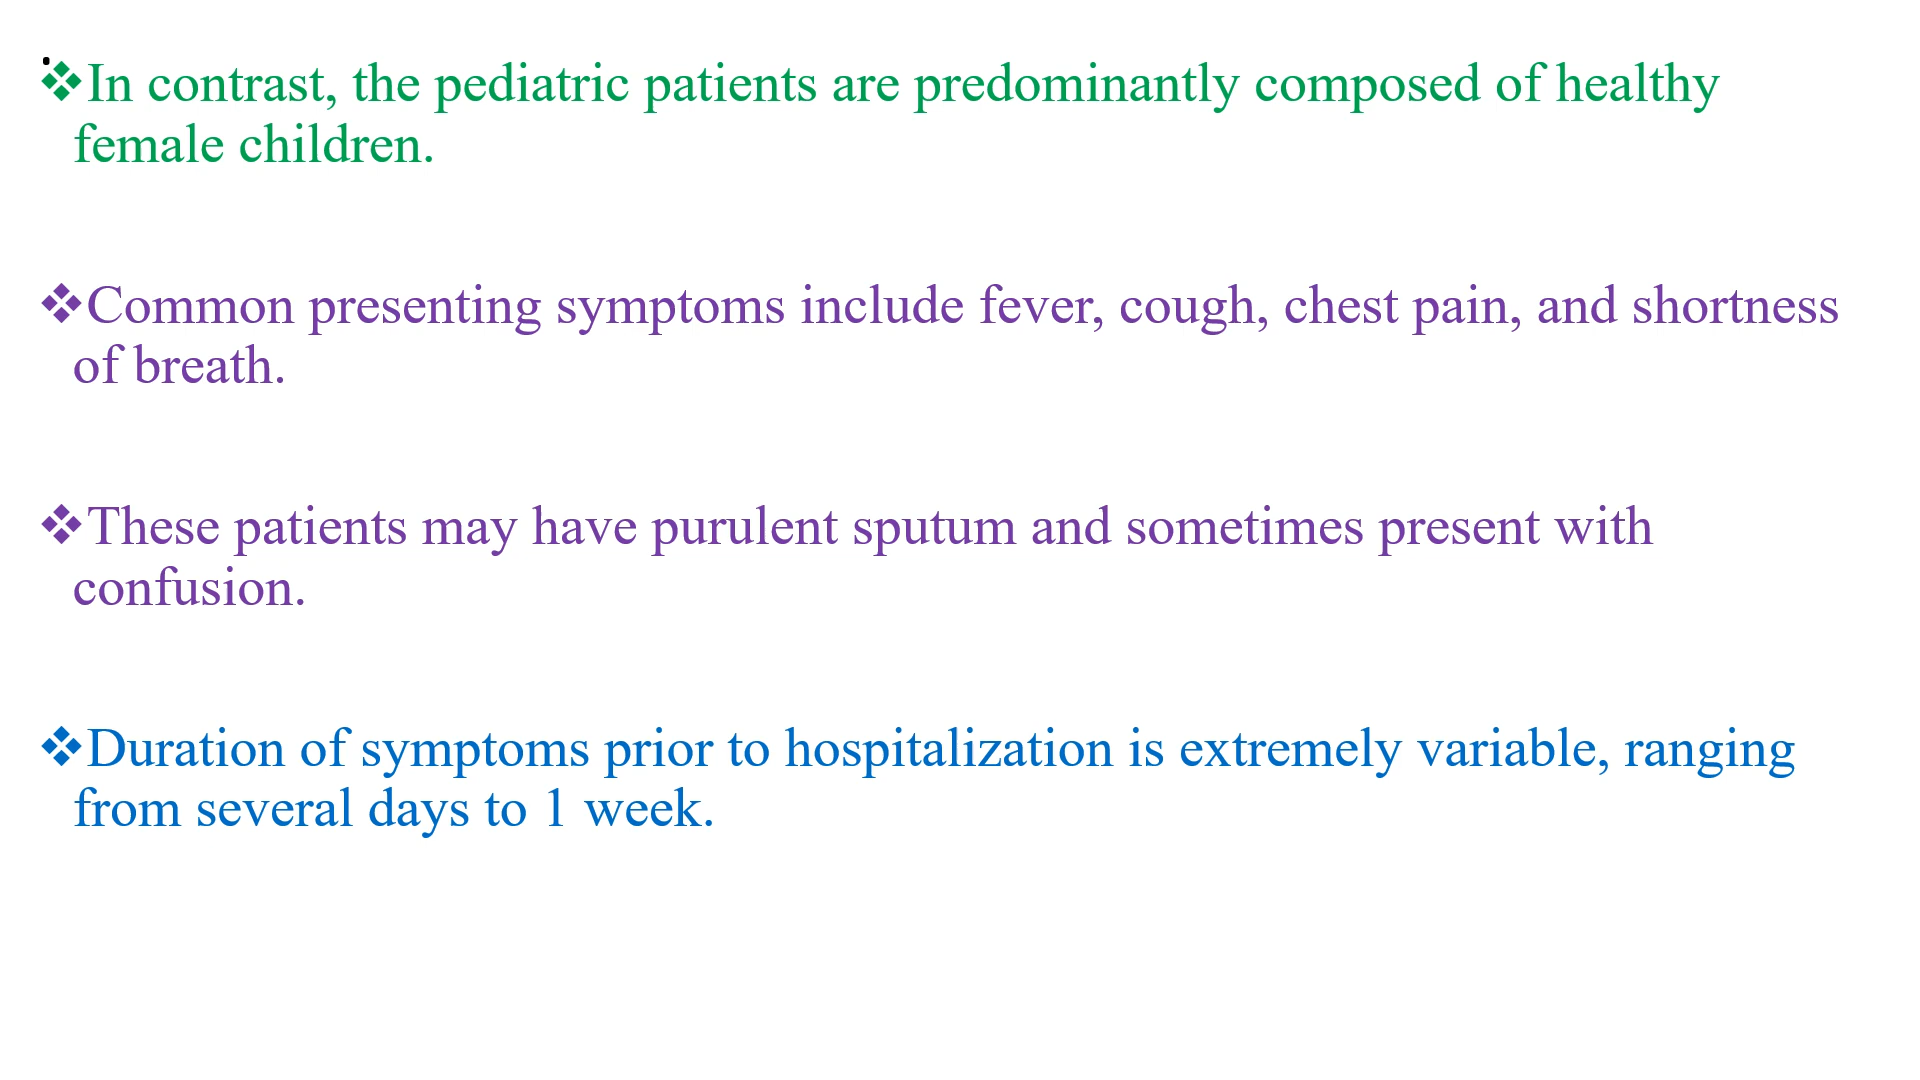 ❖In contrast, the pediatric patients are predominantly composed of healthy
female children.
❖Common presenting symptoms include fever, cough, chest pain, and shortness
of breath.
❖These patients may have purulent sputum and sometimes present with
confusion.
❖Duration of symptoms prior to hospitalization is extremely variable, ranging
from several days to 1 week.